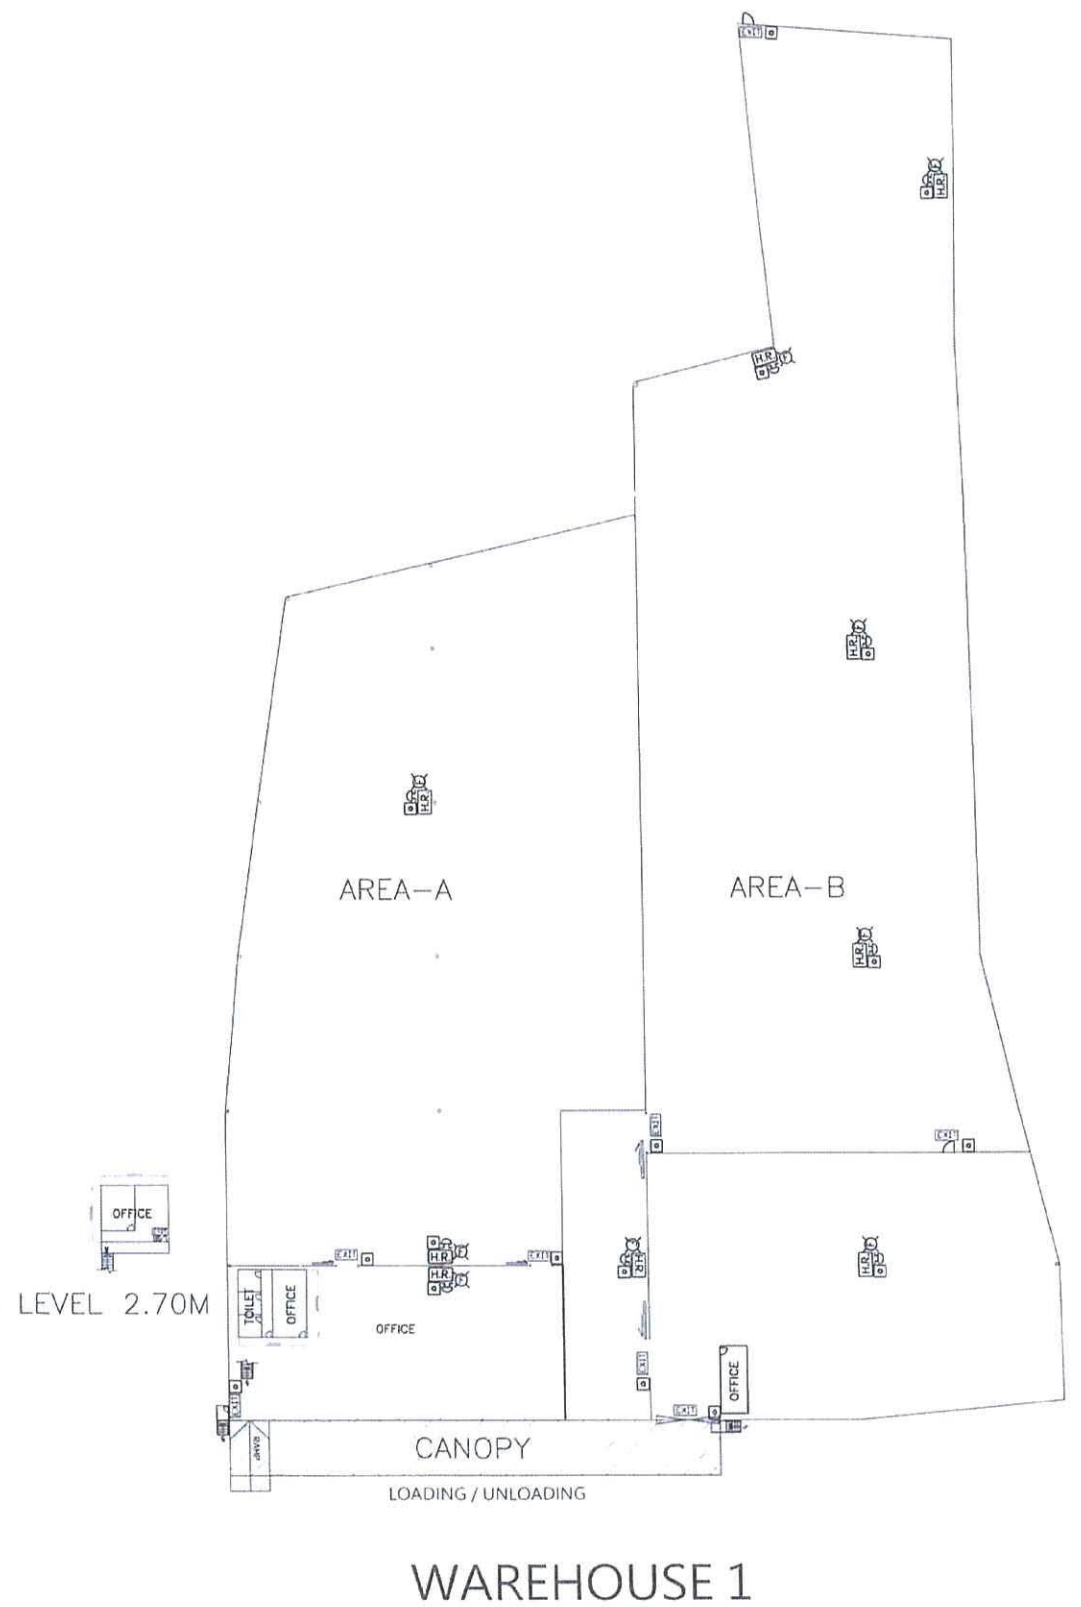 EXIT
H.R.
H.R.
H.R.
H.R.
AREA-A
AREA-B
H.R.
EXIT
EXIT
OFFICE
EXIT
H.R
EXIT
H.R
H.R
H.R.
LEVEL 2.70M
TOILET
OFFICE
OFFICE
EXIT
OFFICE
EXIT
EXIT
RAMP
CANOPY
LOADING / UNLOADING
WAREHOUSE 1